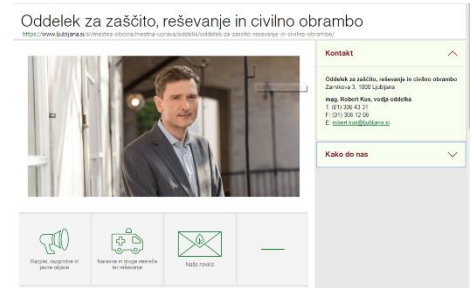 Oddelek za zaščito, reševanje in civilno obrambo
https://www.ljubljana.si/sl/mestna-obcina/mestna-uprava/oddelki/oddelek-za-zascito-resevanje-in-civilno-obrambo/
Kontakt
Oddelek za zaščito, reševanje in civilno obrambo
Zarnikova 3, 1000 Ljubljana
mag. Robert Kus, vodja oddelka
T: (01) 306 43 31
F: (01) 306 12 06
E: robert.kus@ljubljana.si
Kako do nas
Razpisi, razgrnitve in
javne objave
Naravne in druge nesreče
ter reševanje
Naše novice